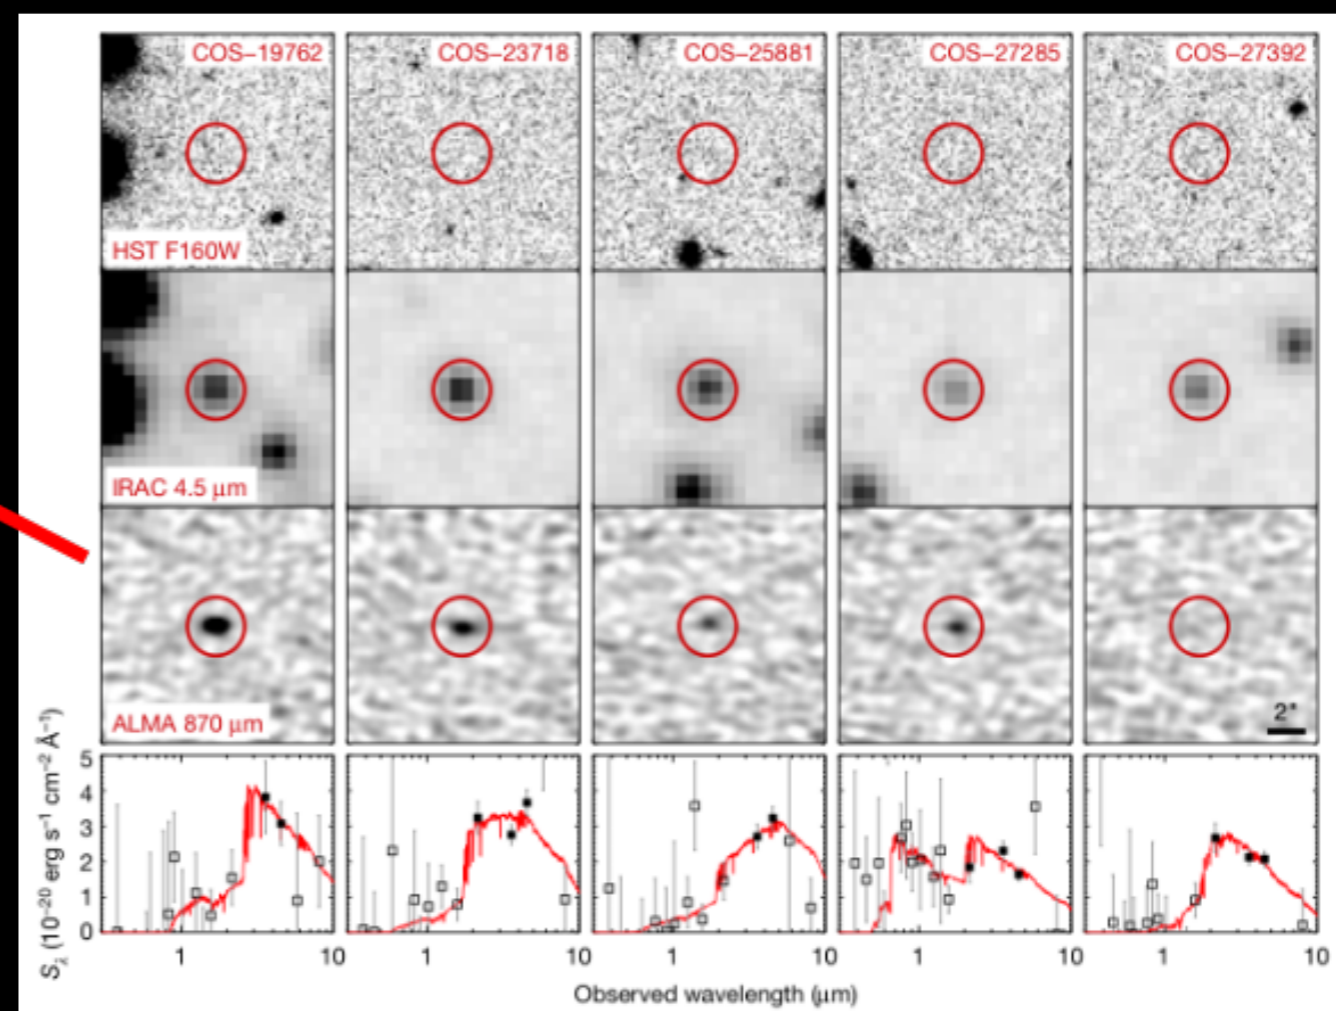 COS–19762 COS–23718 COS–25881 COS–27285 COS–27392
HST F160W
IRAC 4.5 μm
ALMA 870 μm
2"
S_λ (10⁻²⁰ erg s⁻¹ cm⁻² Å⁻¹)
5
4
3
2
1
0
1 10 1 10 1 10 1 10 1 10
Observed wavelength (μm)